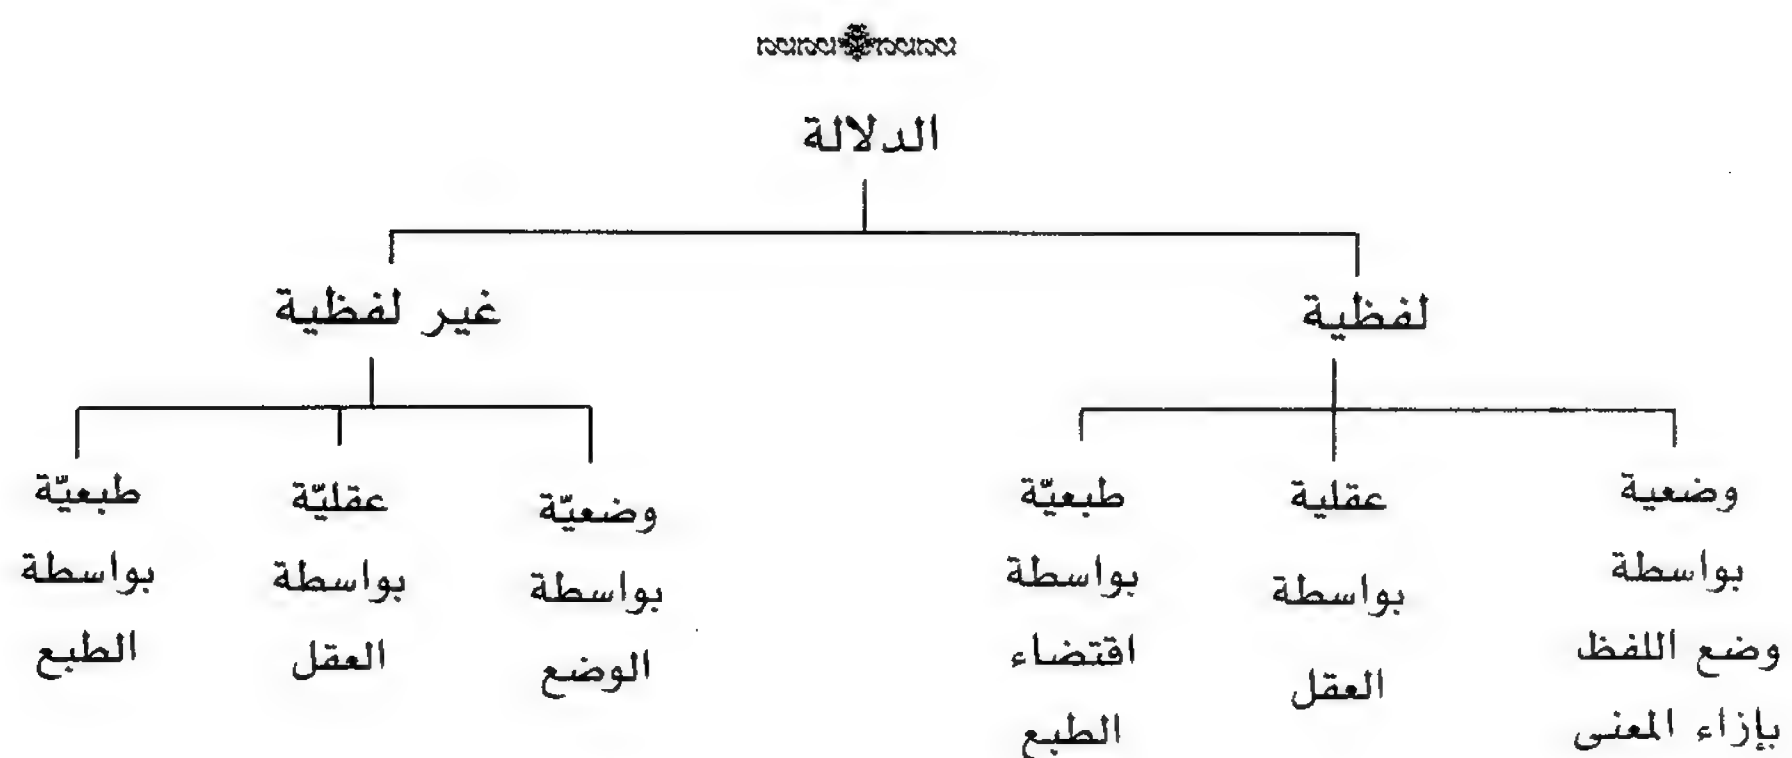 الدلالة
لفظية
غير لفظية
وضعية
بواسطة
وضع اللفظ
بإزاء المعنى
عقلية
بواسطة
العقل
طبعيّة
بواسطة
اقتضاء
الطبع
وضعيّة
بواسطة
الوضع
عقليّة
بواسطة
العقل
طبعيّة
بواسطة
الطبع